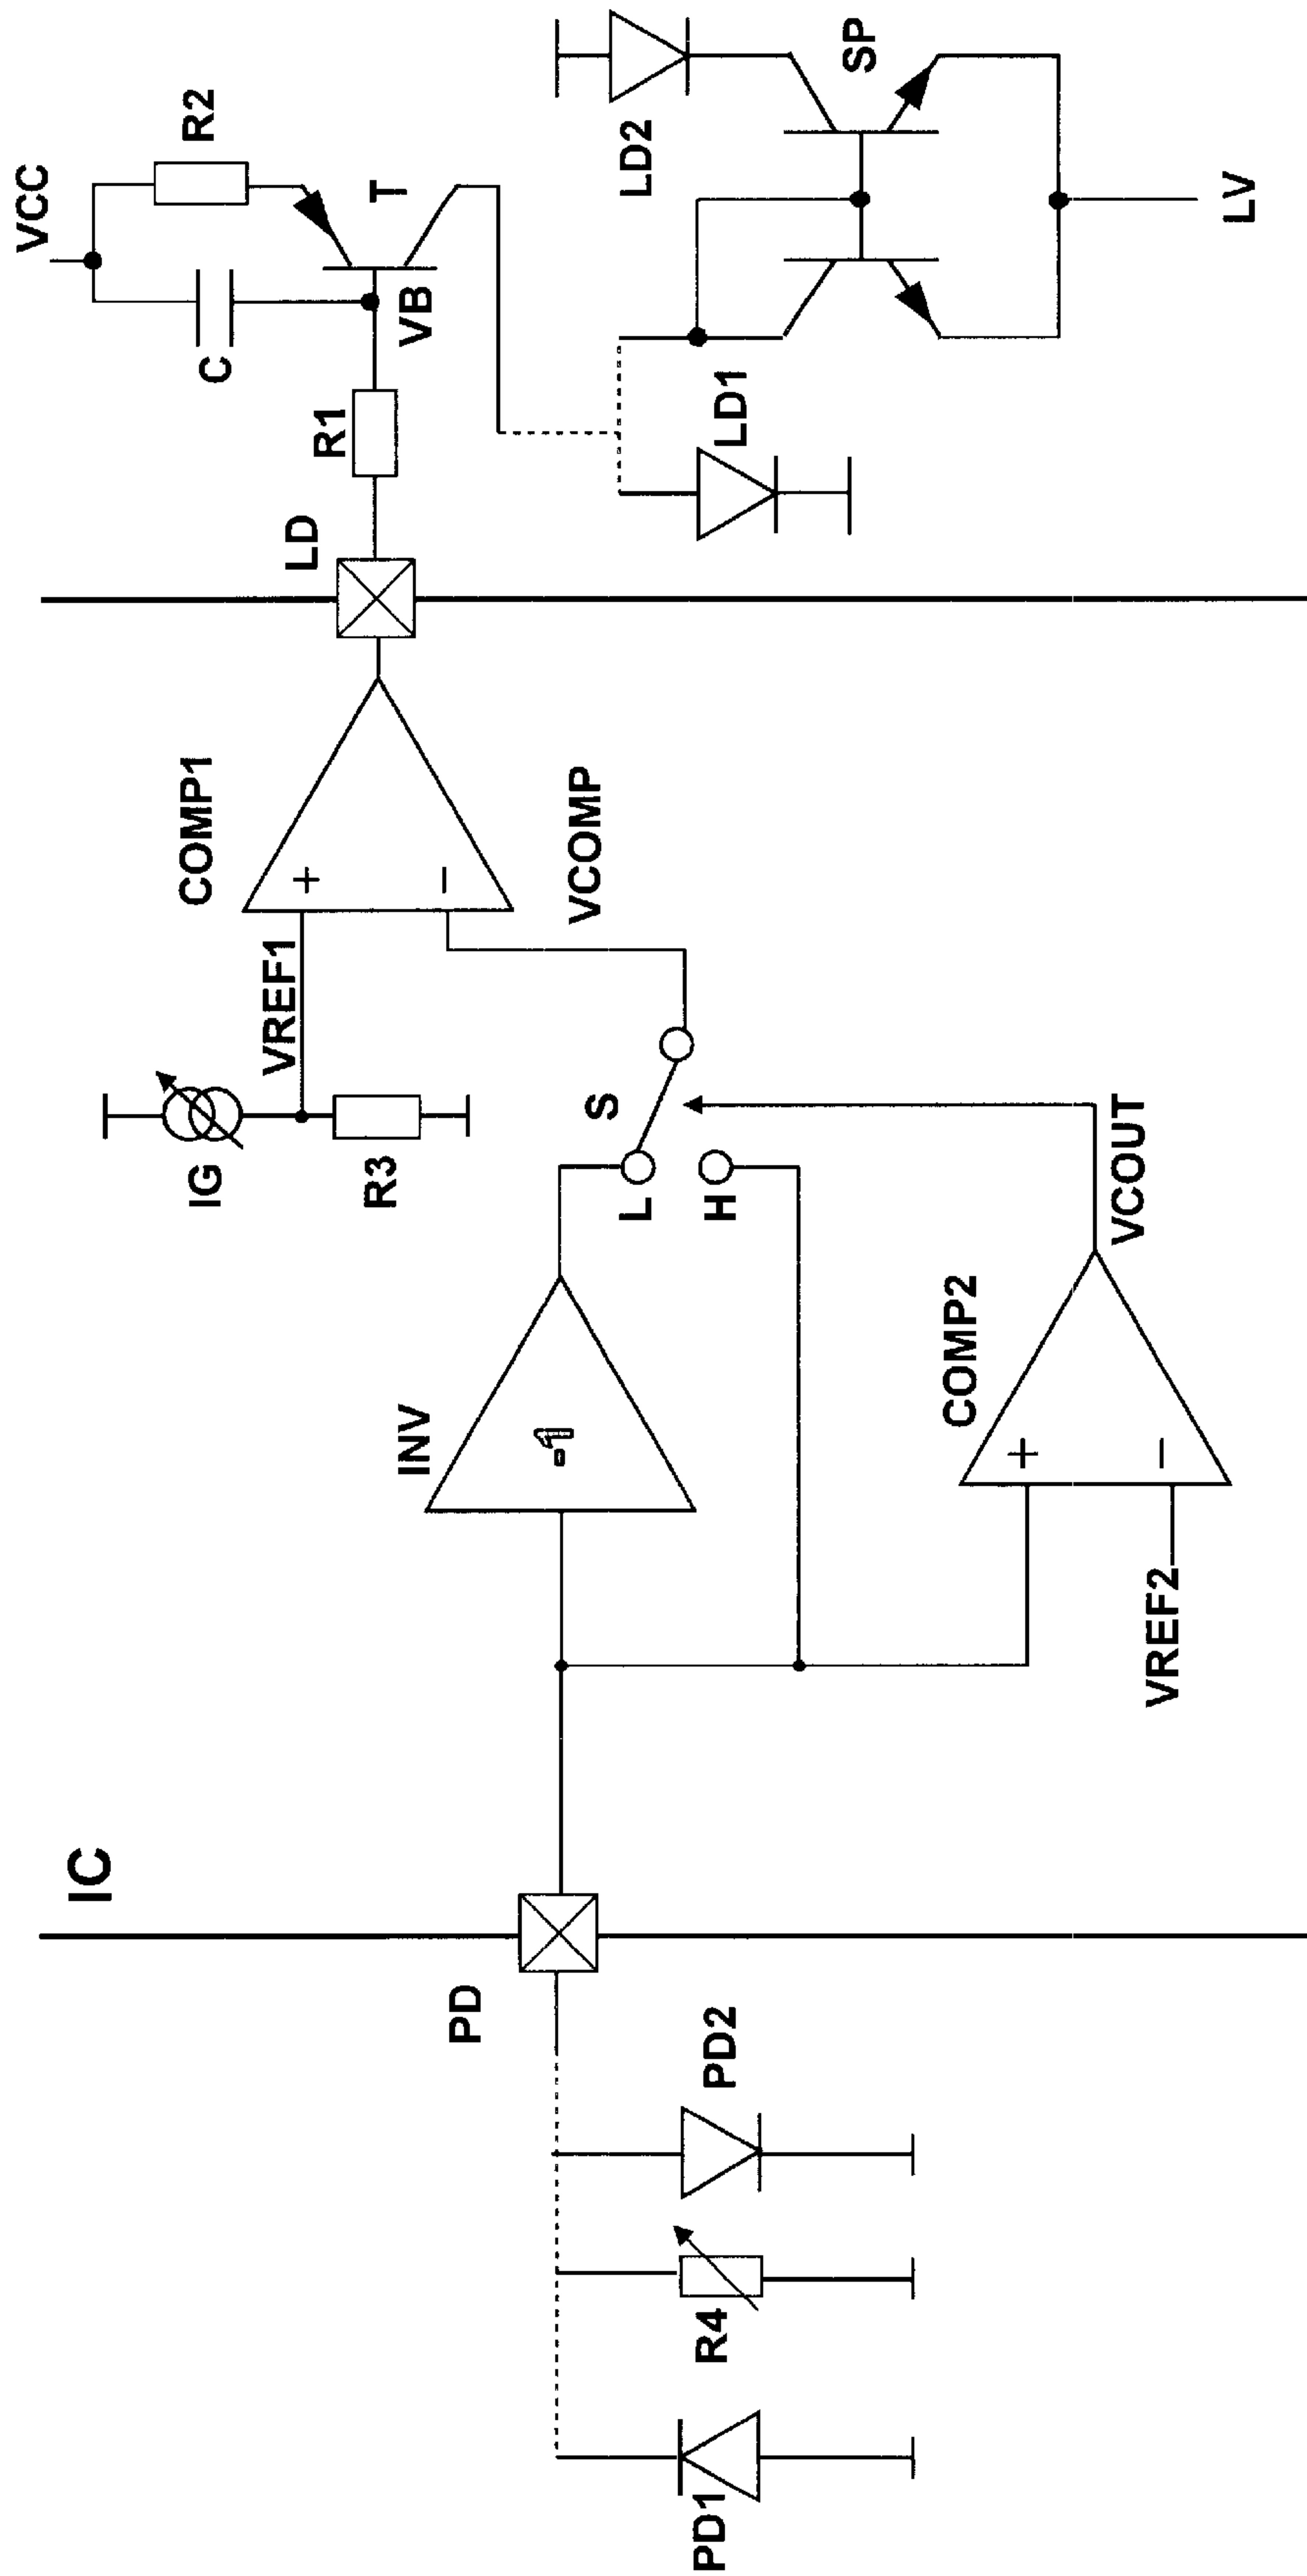 IC
PD
PD1
R4
PD2
INV
-1
COMP2
+
−
VREF2
VCOUT
L
H
S
IG
R3
VREF1
COMP1
+
−
VCOMP
LD
R1
C
VB
VCC
R2
T
LD1
LD2
SP
LV